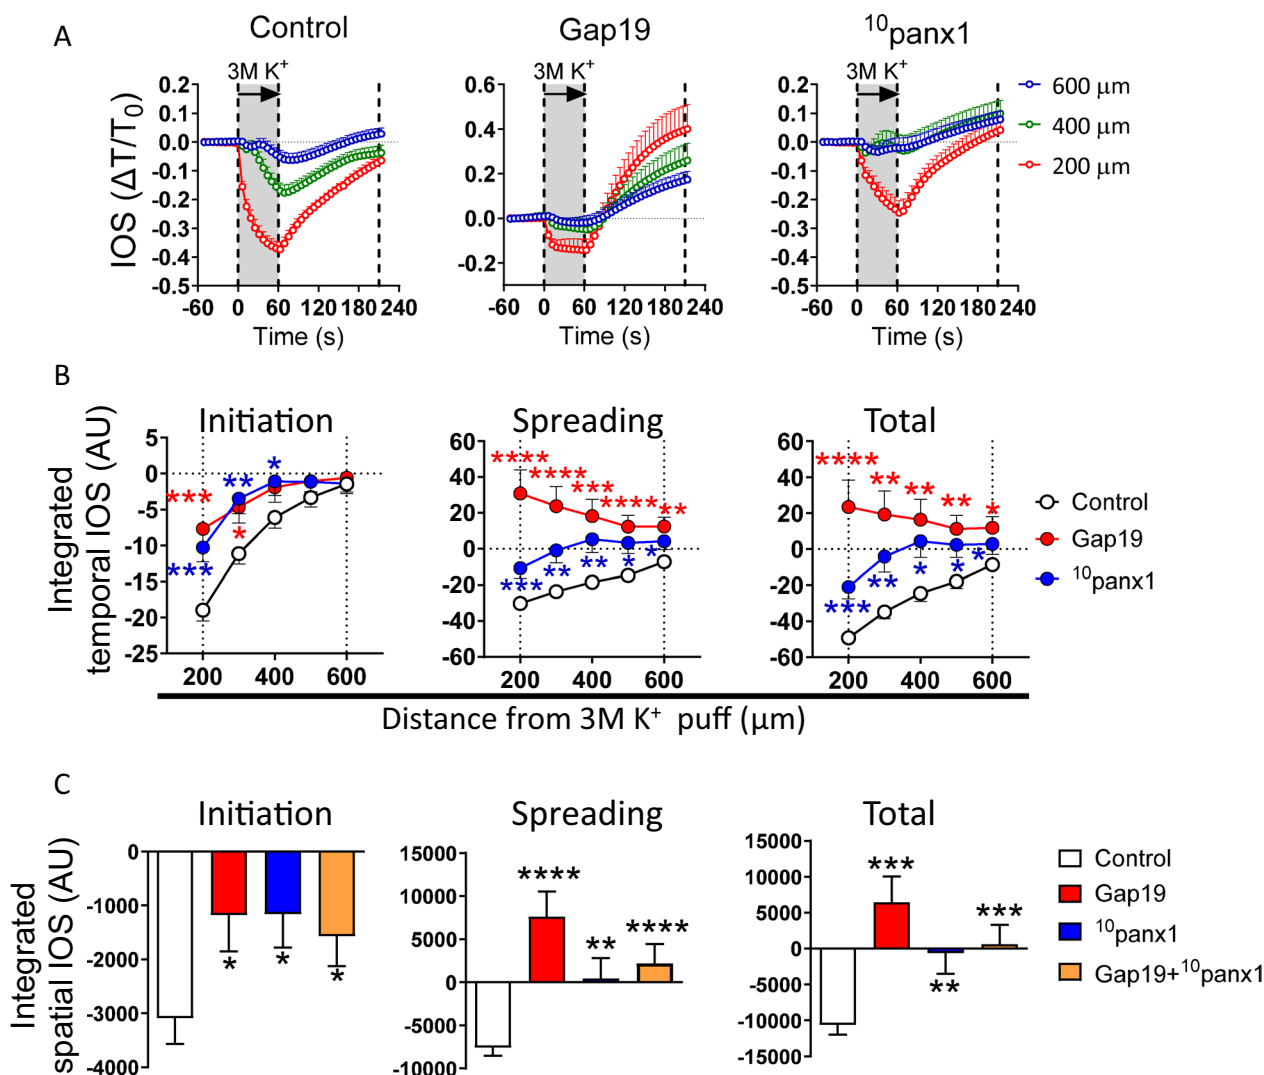 A
Control
Gap19
¹⁰panx1
3M K⁺
3M K⁺
3M K⁺
IOS (ΔT/T₀)
0.2
0.1
0.0
-0.1
-0.2
-0.3
-0.4
-0.5
-60 0 60 120 180 240
Time (s)
0.6
0.4
0.2
0.0
-0.2
-60 0 60 120 180 240
Time (s)
0.2
0.1
0.0
-0.1
-0.2
-0.3
-0.4
-0.5
-60 0 60 120 180 240
Time (s)
600 μm
400 μm
200 μm
B
Integrated
temporal IOS (AU)
Initiation
5
0
-5
-10
-15
-20
-25
***
**
*
*
***
200 400 600
Spreading
60
40
20
0
-20
-40
-60
****
****
***
****
**
***
**
**
*
*
200 400 600
Total
60
40
20
0
-20
-40
-60
****
**
**
**
*
***
**
*
*
*
200 400 600
Control
Gap19
¹⁰panx1
Distance from 3M K⁺ puff (μm)
C
Integrated
spatial IOS (AU)
Initiation
0
-1000
-2000
-3000
-4000
*
*
*
Spreading
15000
10000
5000
0
-5000
-10000
****
**
****
Total
15000
10000
5000
0
-5000
-10000
-15000
***
**
***
Control
Gap19
¹⁰panx1
Gap19+¹⁰panx1